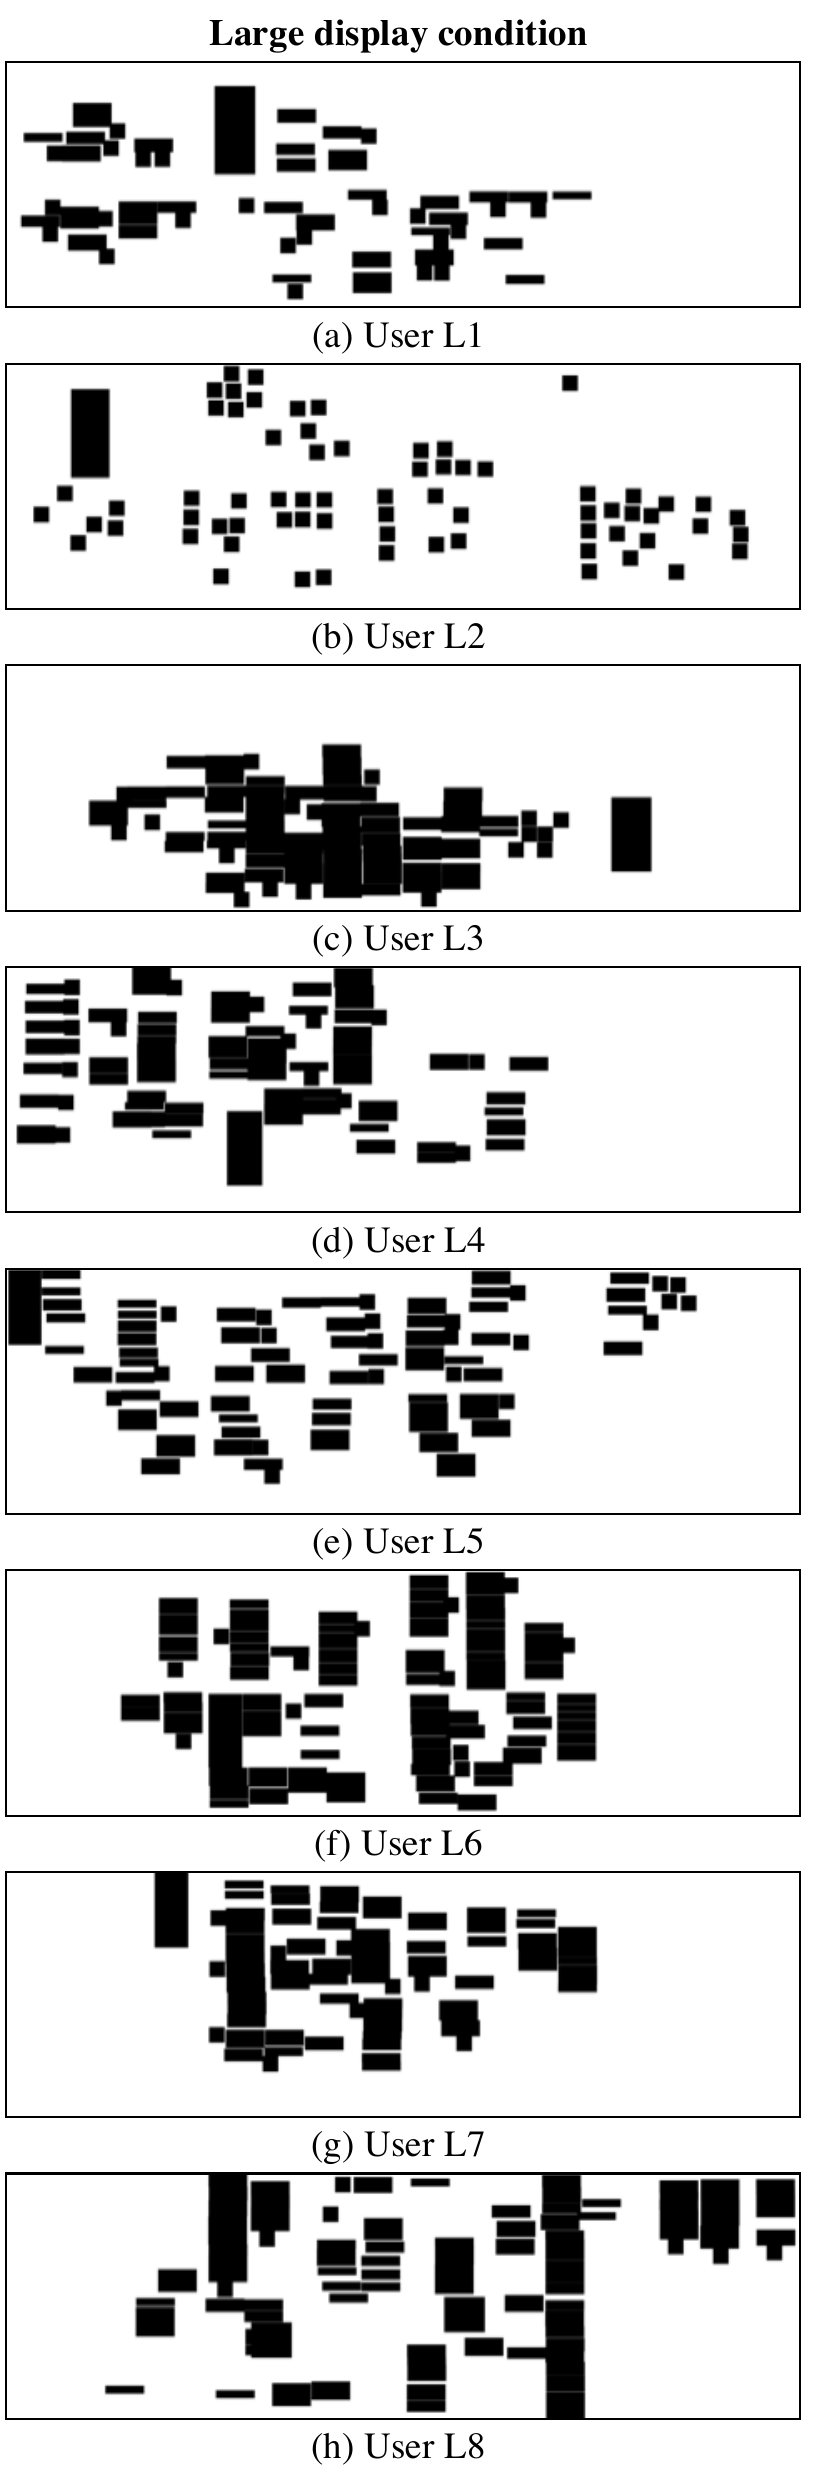 Large display condition
(a) User L1
(b) User L2
(c) User L3
(d) User L4
(e) User L5
(f) User L6
(g) User L7
(h) User L8